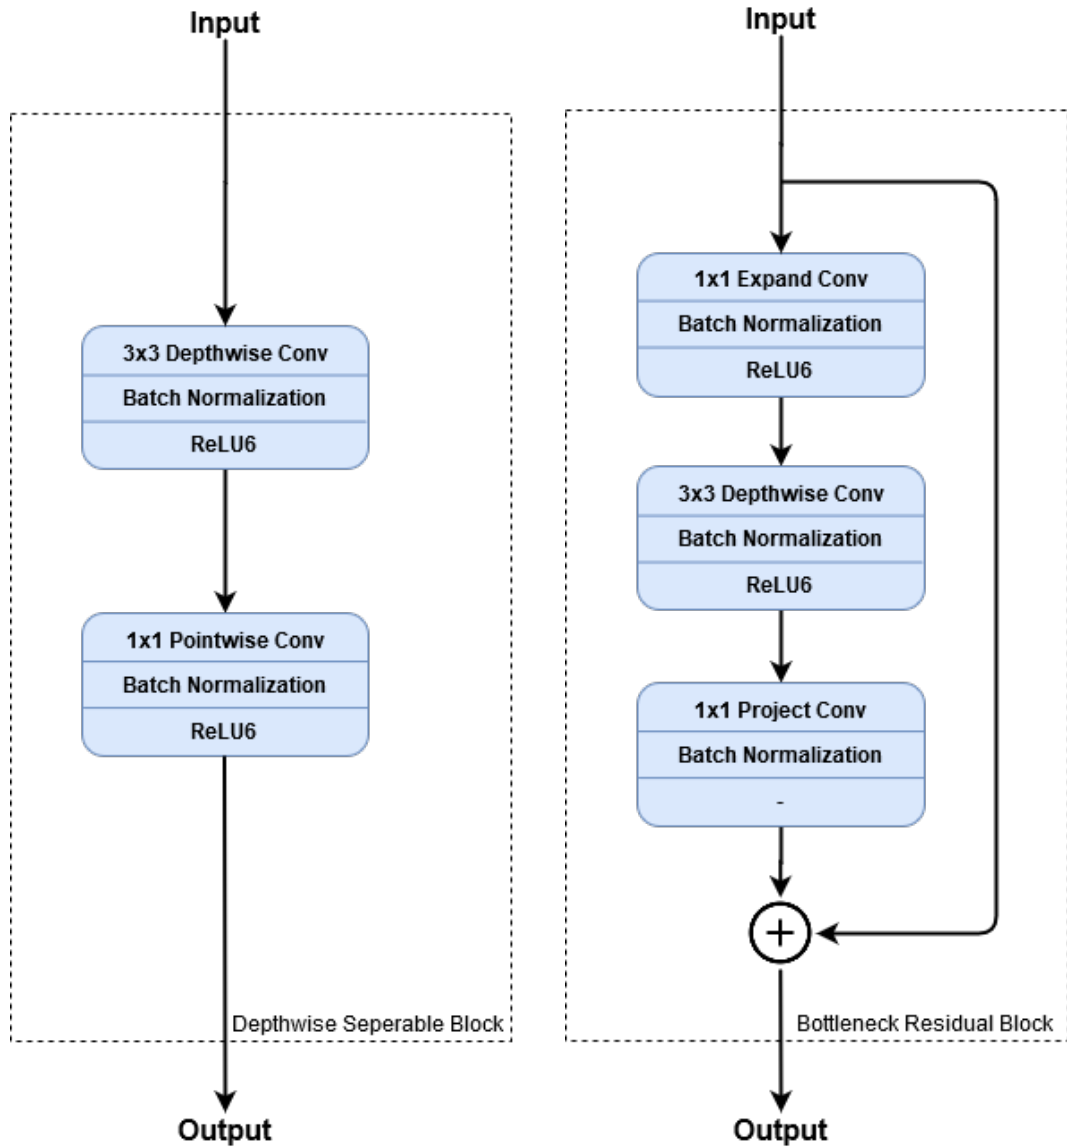 Input
3x3 Depthwise Conv
Batch Normalization
ReLU6
1x1 Pointwise Conv
Batch Normalization
ReLU6
Depthwise Seperable Block
Output
Input
1x1 Expand Conv
Batch Normalization
ReLU6
3x3 Depthwise Conv
Batch Normalization
ReLU6
1x1 Project Conv
Batch Normalization
-
+
Bottleneck Residual Block
Output